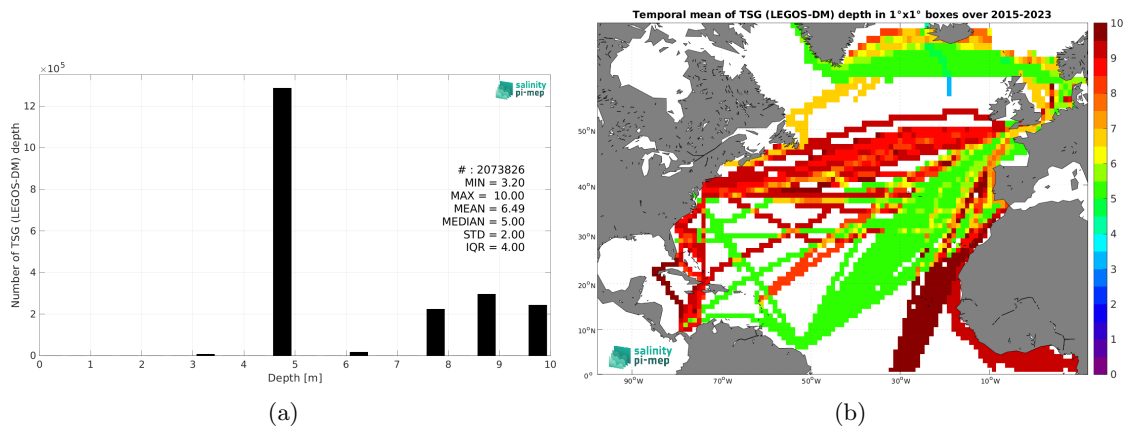 ×10⁵
salinity
pi-mep
12
10
8
6
4
2
0
Number of TSG (LEGOS-DM) depth
# : 2073826
MIN = 3.20
MAX = 10.00
MEAN = 6.49
MEDIAN = 5.00
STD = 2.00
IQR = 4.00
0 1 2 3 4 5 6 7 8 9 10
Depth [m]
(a)
Temporal mean of TSG (LEGOS-DM) depth in 1°x1° boxes over 2015-2023
50°N
40°N
30°N
20°N
10°N
0°
90°W 70°W 50°W 30°W 10°W
salinity
pi-mep
10
9
8
7
6
5
4
3
2
1
0
(b)